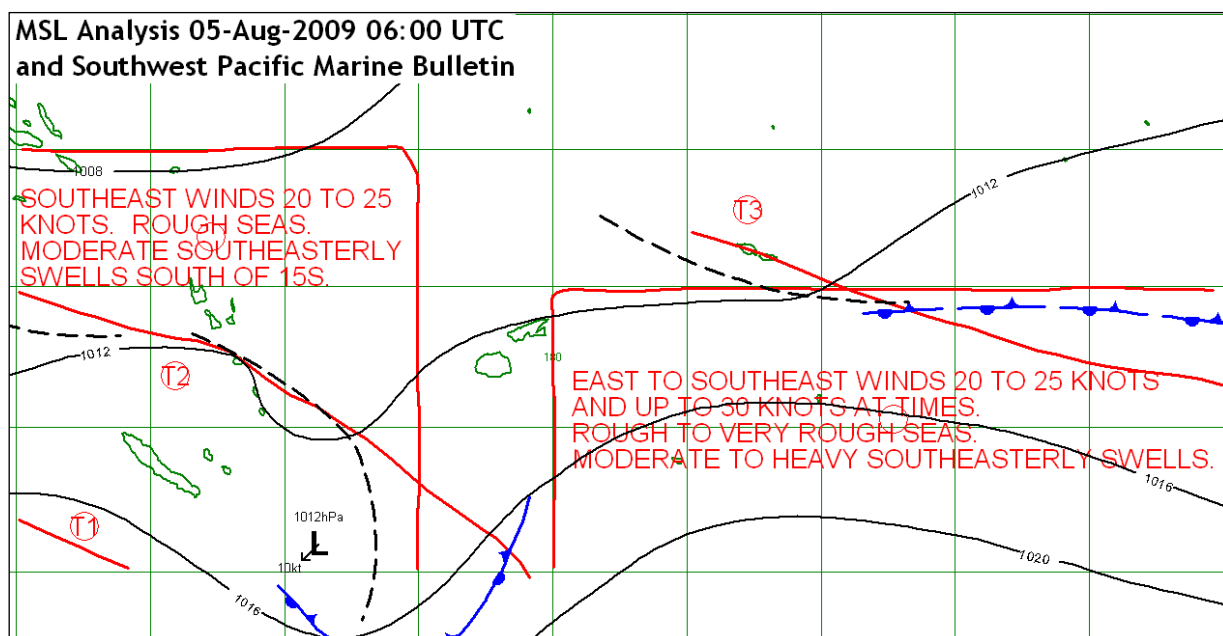 MSL Analysis 05-Aug-2009 06:00 UTC
and Southwest Pacific Marine Bulletin
1008
SOUTHEAST WINDS 20 TO 25
KNOTS. ROUGH SEAS.
MODERATE SOUTHEASTERLY
SWELLS SOUTH OF 15S.
T3
1012
1012
T2
180
EAST TO SOUTHEAST WINDS 20 TO 25 KNOTS
AND UP TO 30 KNOTS AT TIMES.
ROUGH TO VERY ROUGH SEAS.
MODERATE TO HEAVY SOUTHEASTERLY SWELLS.
1016
T1
1012hPa
L
10kt
1020
1016